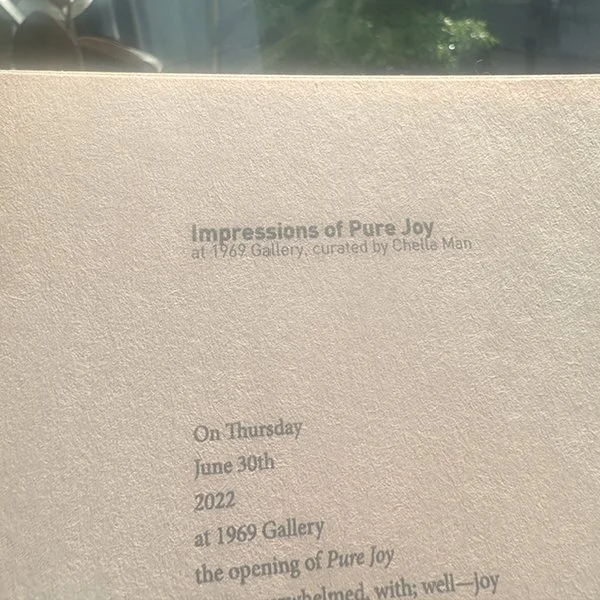 Impressions of Pure Joy
at 1969 Gallery, curated by Chella Man
On Thursday
June 30th
2022
at 1969 Gallery
the opening of Pure Joy
with; well—joy